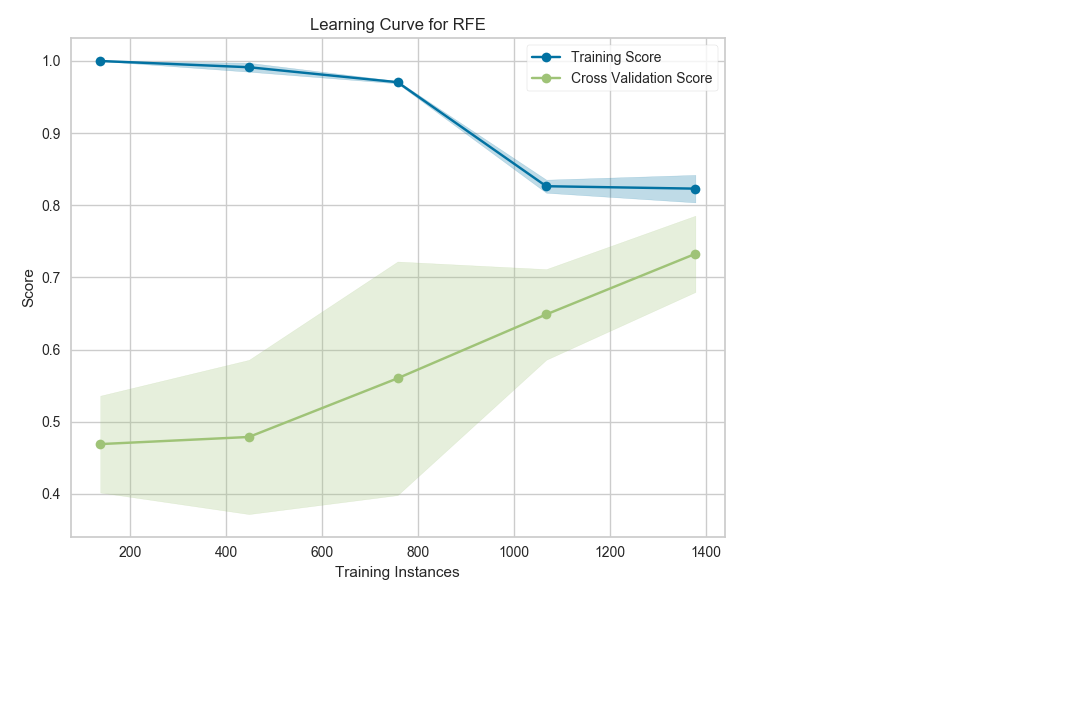 Learning Curve for RFE
Training Score
Cross Validation Score
1.0
0.9
0.8
0.7
0.6
0.5
0.4
Score
200 400 600 800 1000 1200 1400
Training Instances